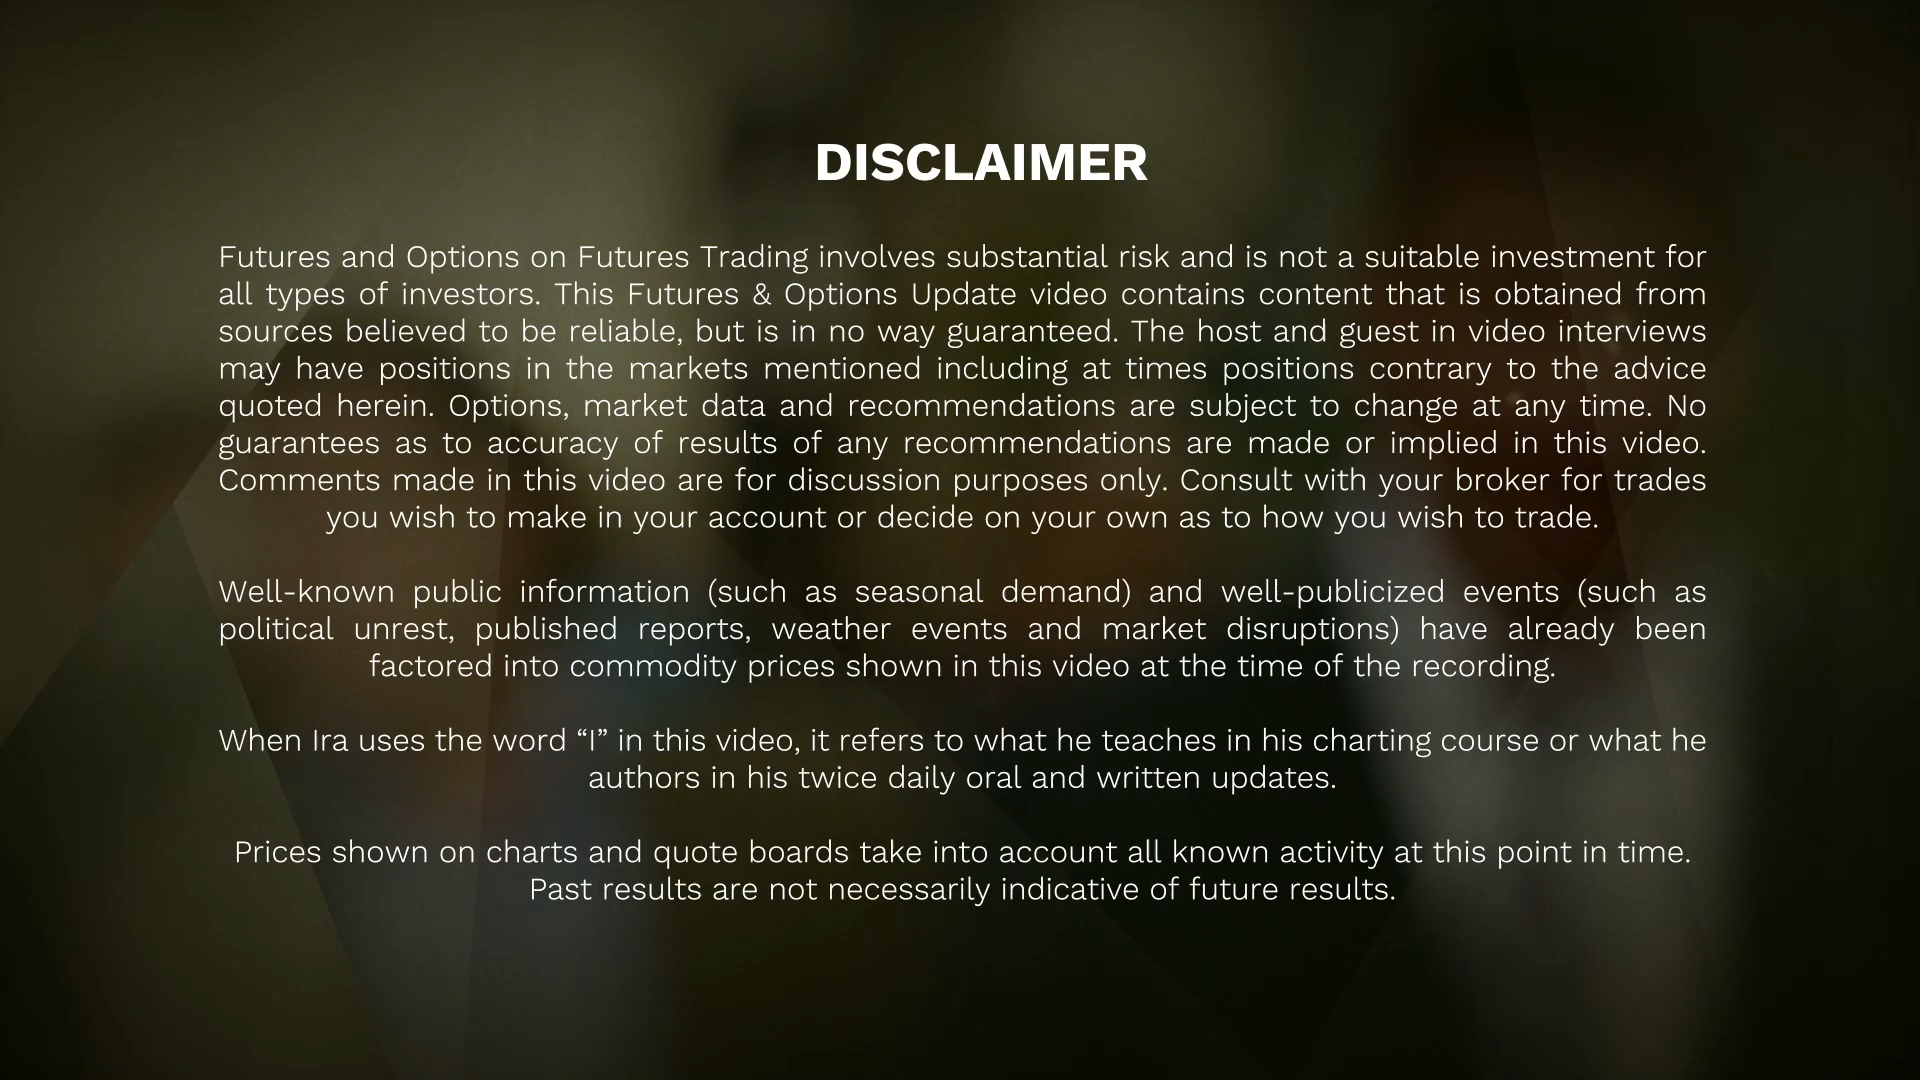 DISCLAIMER
Futures and Options on Futures Trading involves substantial risk and is not a suitable investment for
all types of investors. This Futures & Options Update video contains content that is obtained from
sources believed to be reliable, but is in no way guaranteed. The host and guest in video interviews
may have positions in the markets mentioned including at times positions contrary to the advice
quoted herein. Options, market data and recommendations are subject to change at any time. No
guarantees as to accuracy of results of any recommendations are made or implied in this video.
Comments made in this video are for discussion purposes only. Consult with your broker for trades
you wish to make in your account or decide on your own as to how you wish to trade.
Well-known public information (such as seasonal demand) and well-publicized events (such as
political unrest, published reports, weather events and market disruptions) have already been
factored into commodity prices shown in this video at the time of the recording.
When Ira uses the word “I” in this video, it refers to what he teaches in his charting course or what he
authors in his twice daily oral and written updates.
Prices shown on charts and quote boards take into account all known activity at this point in time.
Past results are not necessarily indicative of future results.